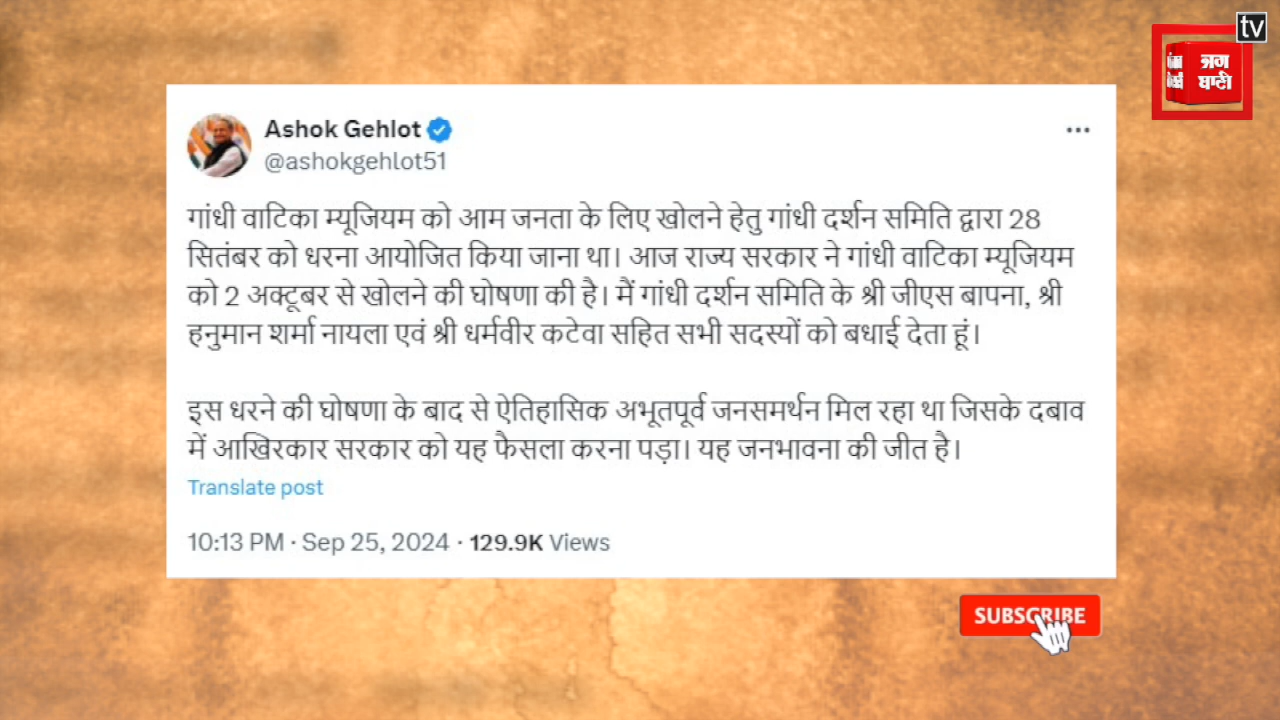 tv
ਜਗ
ਬਾਣੀ
Ashok Gehlot
@ashokgehlot51
गांधी वाटिका म्यूजियम को आम जनता के लिए खोलने हेतु गांधी दर्शन समिति द्वारा 28
सितंबर को धरना आयोजित किया जाना था। आज राज्य सरकार ने गांधी वाटिका म्यूजियम
को 2 अक्टूबर से खोलने की घोषणा की है। मैं गांधी दर्शन समिति के श्री जीएस बापना, श्री
हनुमान शर्मा नायला एवं श्री धर्मवीर कटेवा सहित सभी सदस्यों को बधाई देता हूं।
इस धरने की घोषणा के बाद से ऐतिहासिक अभूतपूर्व जनसमर्थन मिल रहा था जिसके दबाव
में आखिरकार सरकार को यह फैसला करना पड़ा। यह जनभावना की जीत है।
Translate post
10:13 PM · Sep 25, 2024 · 129.9K Views
SUBSCRIBE